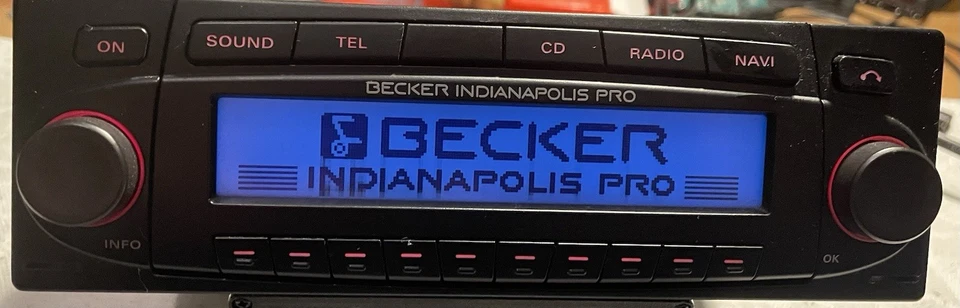 ON
SOUND
TEL
CD
RADIO
NAVI
BECKER INDIANAPOLIS PRO
BECKER
INDIANAPOLIS PRO
INFO
OK